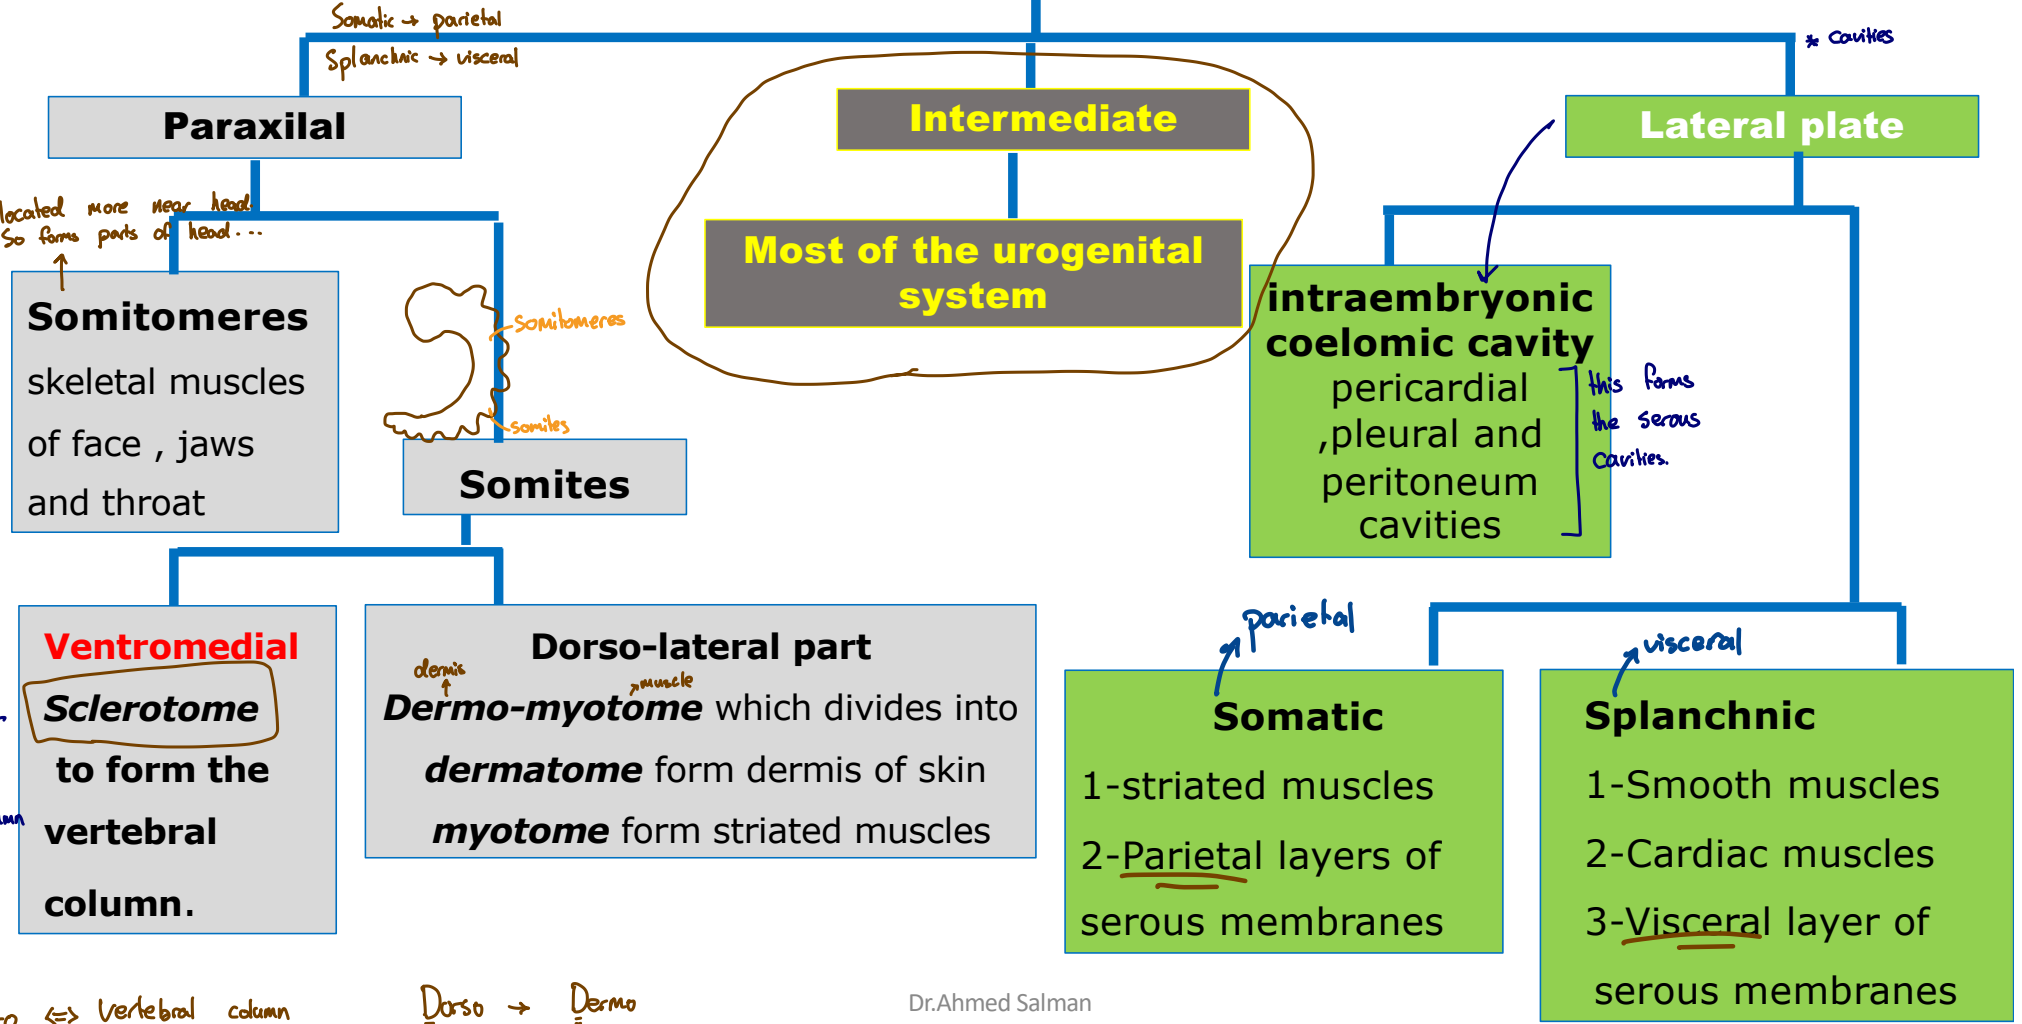 Somatic → parietal
Splanchnic → visceral
* cavities
Paraxilal
Intermediate
Lateral plate
located more near head.
So forms parts of head...
Most of the urogenital
system
Somitomeres
skeletal muscles
of face , jaws
and throat
somitomeres
somites
Somites
intraembryonic
coelomic cavity
pericardial
,pleural and
peritoneum
cavities
this forms
the serous
cavities.
Ventromedial
Sclerotome
to form the
vertebral
column.
Dorso-lateral part
dermis
muscle
Dermo-myotome which divides into
dermatome form dermis of skin
myotome form striated muscles
parietal
Somatic
1-striated muscles
2-Parietal layers of
serous membranes
visceral
Splanchnic
1-Smooth muscles
2-Cardiac muscles
3-Visceral layer of
serous membranes
⇔ Vertebral column
Dorso → Dermo
Dr.Ahmed Salman